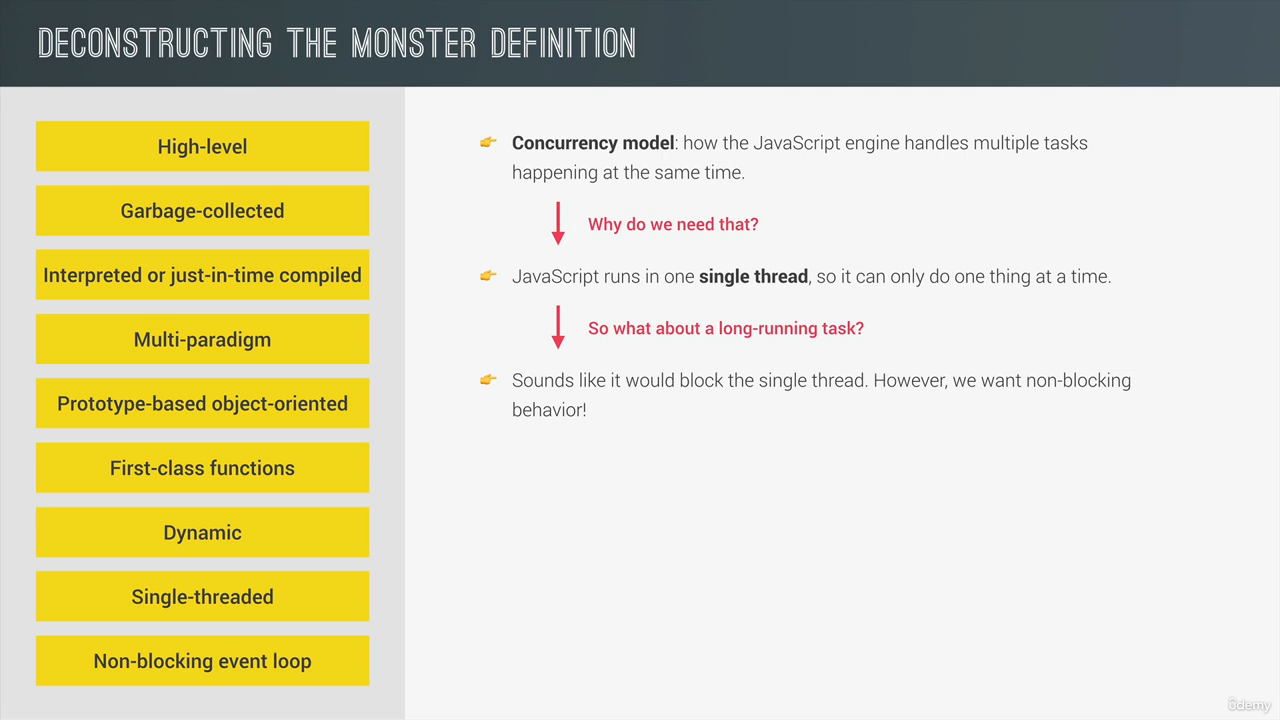 DECONSTRUCTING THE MONSTER DEFINITION
High-level
Garbage-collected
Interpreted or just-in-time compiled
Multi-paradigm
Prototype-based object-oriented
First-class functions
Dynamic
Single-threaded
Non-blocking event loop
Concurrency model: how the JavaScript engine handles multiple tasks
happening at the same time.
Why do we need that?
JavaScript runs in one single thread, so it can only do one thing at a time.
So what about a long-running task?
Sounds like it would block the single thread. However, we want non-blocking
behavior!
ûdemy